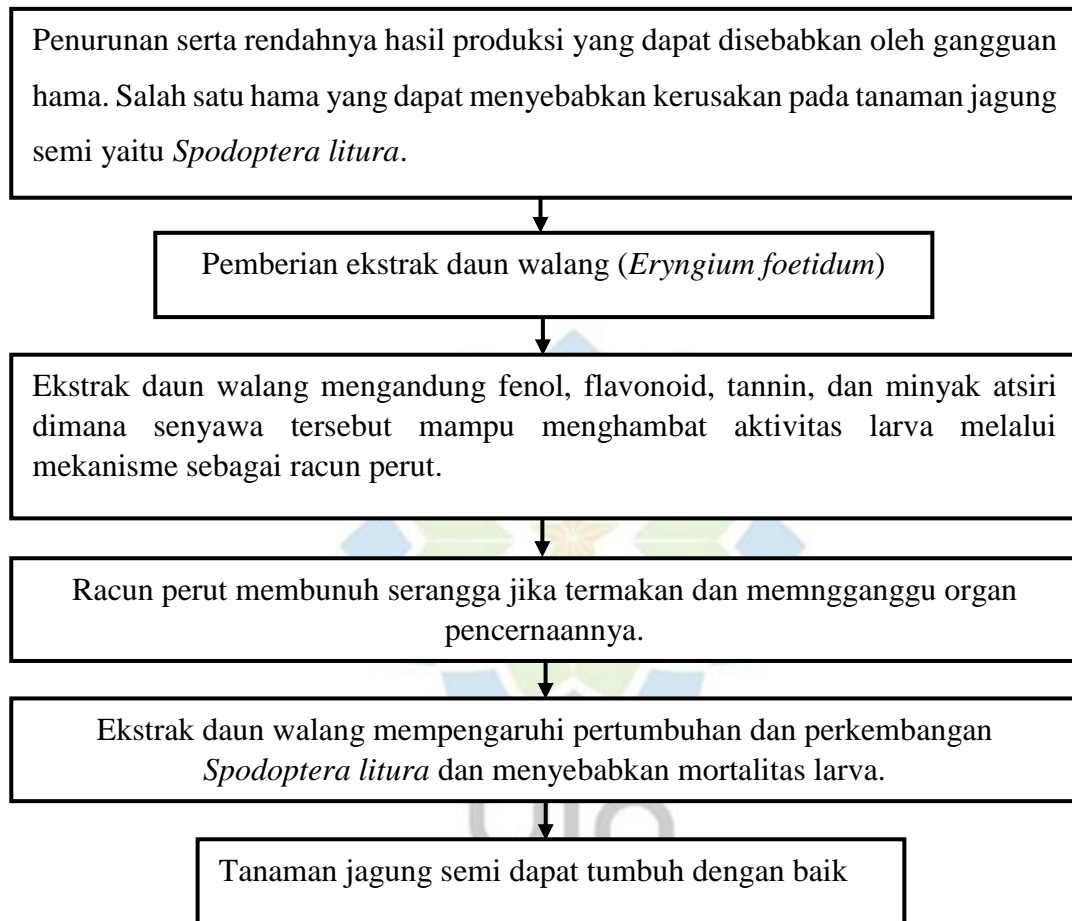 Penurunan serta rendahnya hasil produksi yang dapat disebabkan oleh gangguan
hama. Salah satu hama yang dapat menyebabkan kerusakan pada tanaman jagung
semi yaitu Spodoptera litura.
Pemberian ekstrak daun walang (Eryngium foetidum)
Ekstrak daun walang mengandung fenol, flavonoid, tannin, dan minyak atsiri
dimana senyawa tersebut mampu menghambat aktivitas larva melalui
mekanisme sebagai racun perut.
Racun perut membunuh serangga jika termakan dan memngganggu organ
pencernaannya.
Ekstrak daun walang mempengaruhi pertumbuhan dan perkembangan
Spodoptera litura dan menyebabkan mortalitas larva.
uin
Tanaman jagung semi dapat tumbuh dengan baik